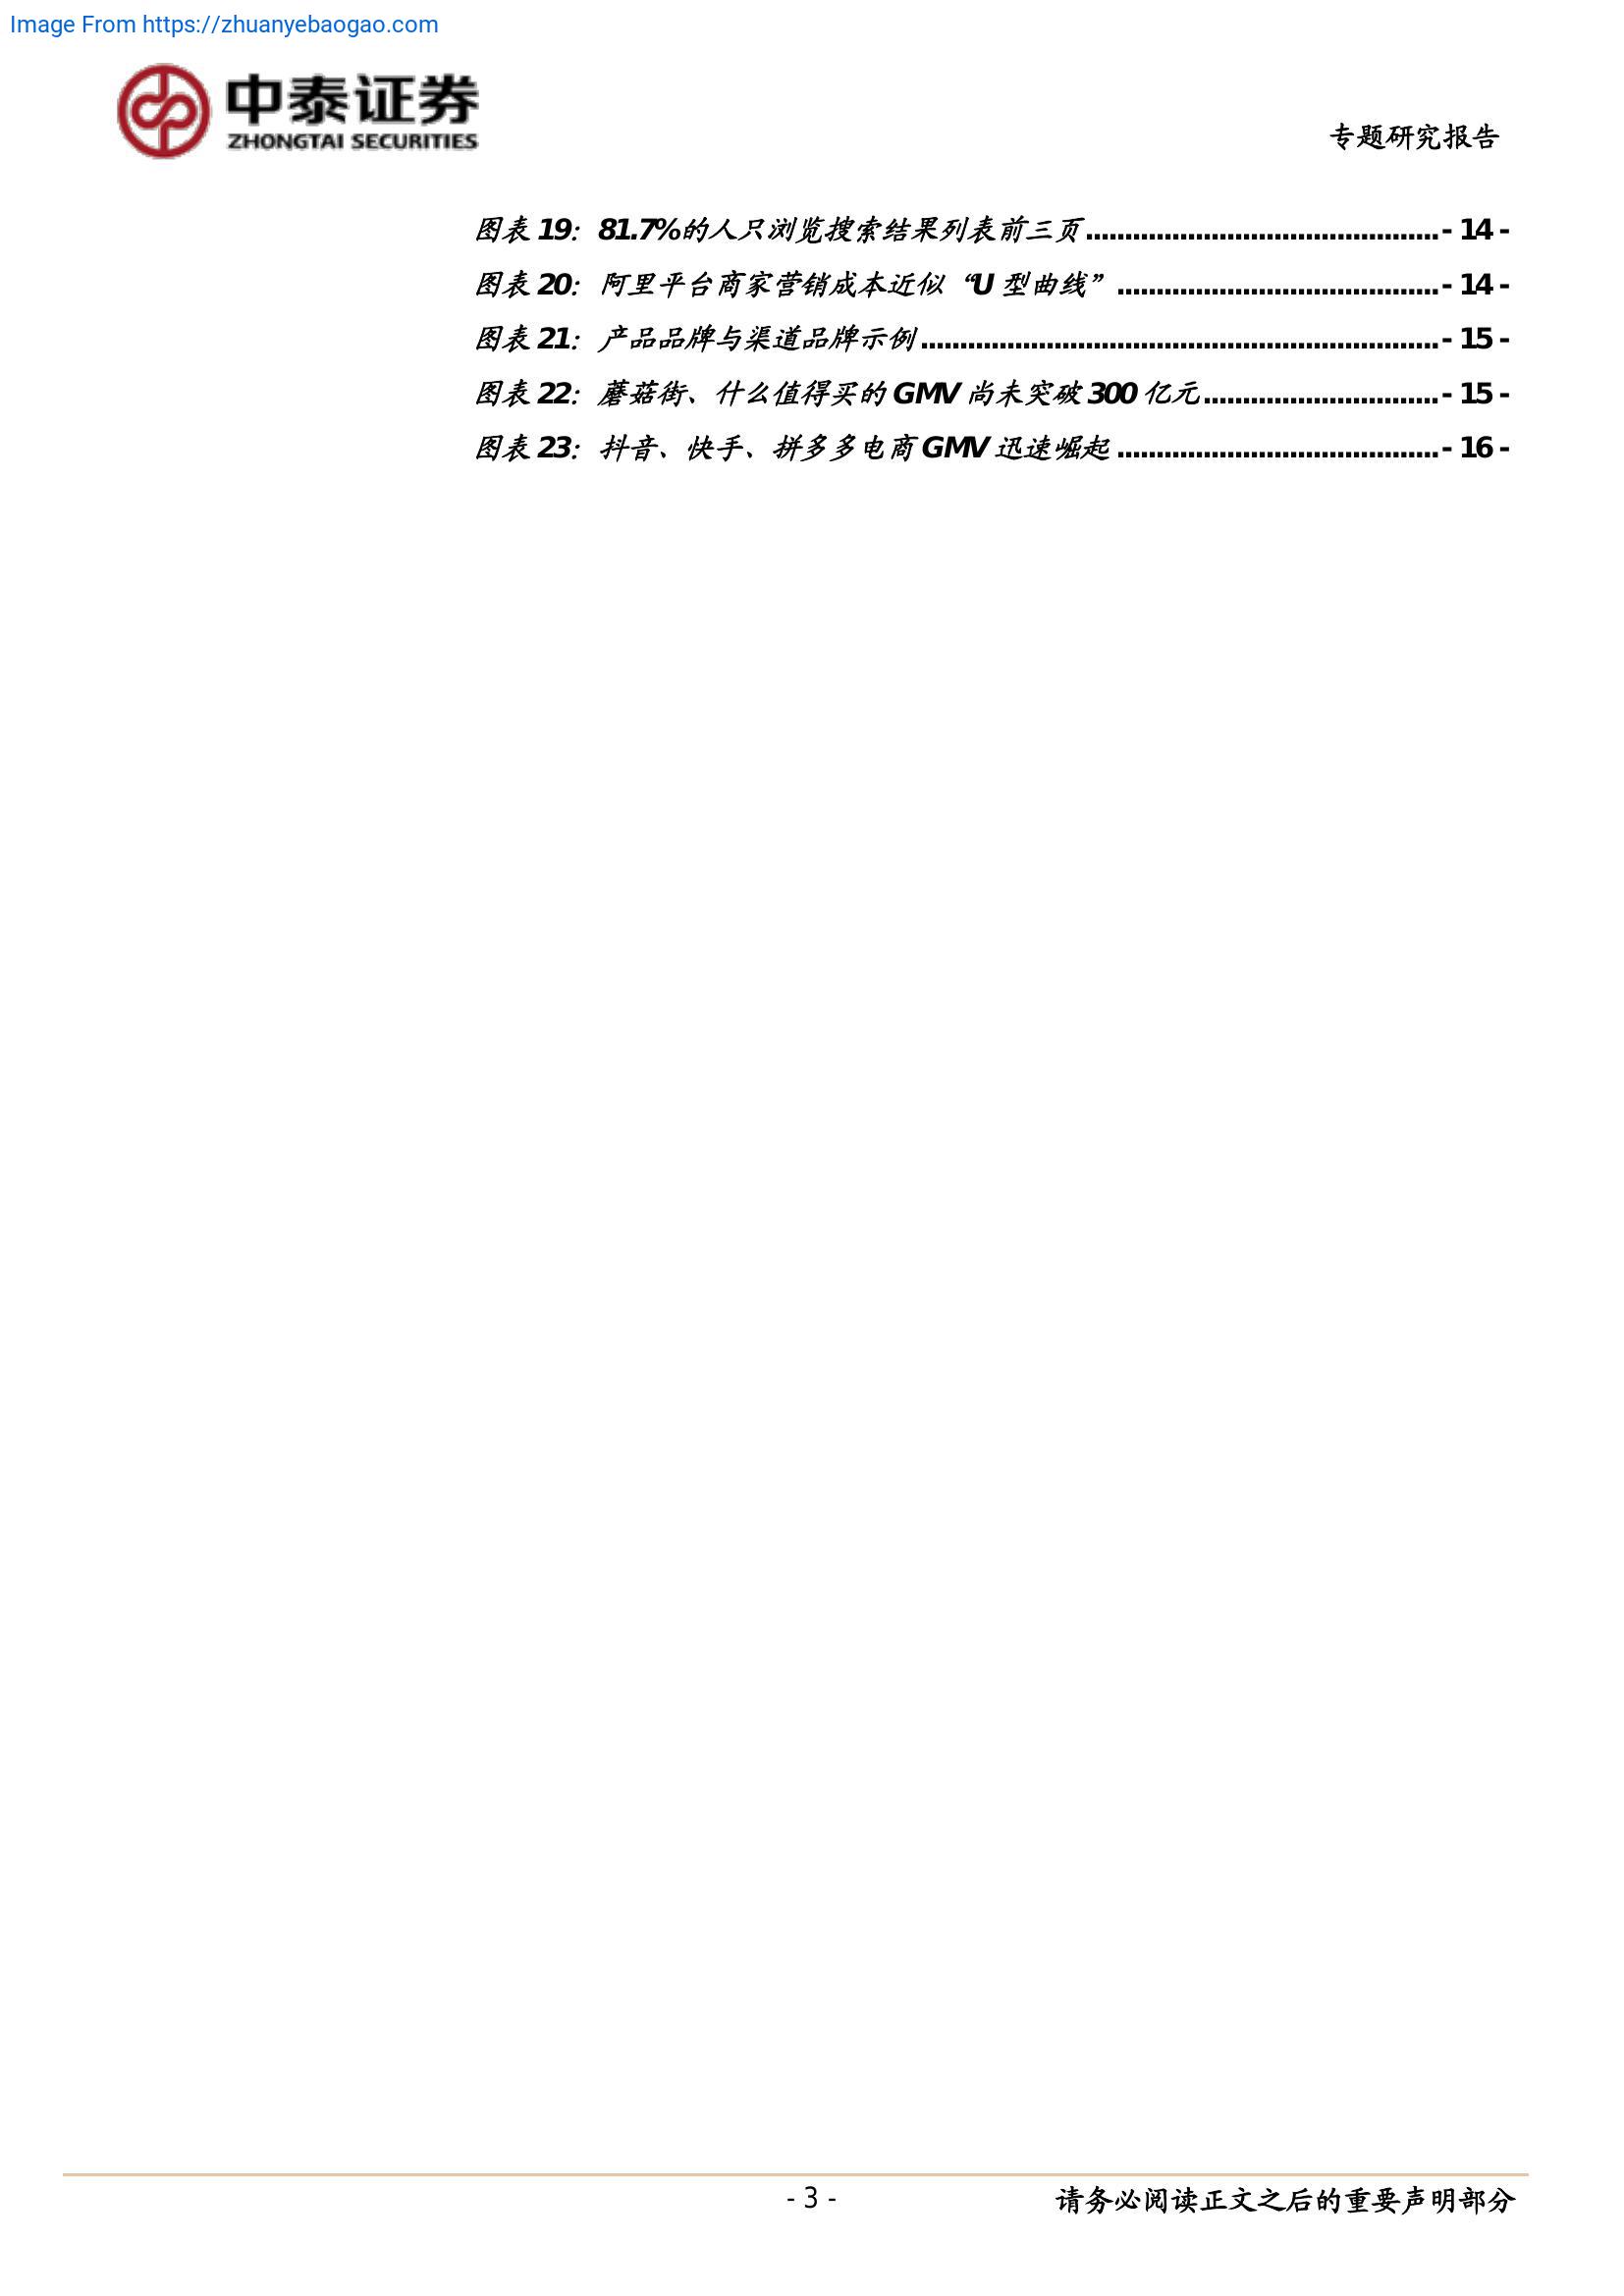 Image From https://zhuanyebaogao.com
中泰证券
ZHONGTAI SECURITIES
专题研究报告
图表 19：81.7%的人只浏览搜索结果列表前三页.............................................- 14 -
图表 20：阿里平台商家营销成本近似“U 型曲线”.........................................- 14 -
图表 21：产品品牌与渠道品牌示例..................................................................- 15 -
图表 22：蘑菇街、什么值得买的 GMV 尚未突破 300 亿元..............................- 15 -
图表 23：抖音、快手、拼多多电商 GMV 迅速崛起.........................................- 16 -
- 3 -
请务必阅读正文之后的重要声明部分